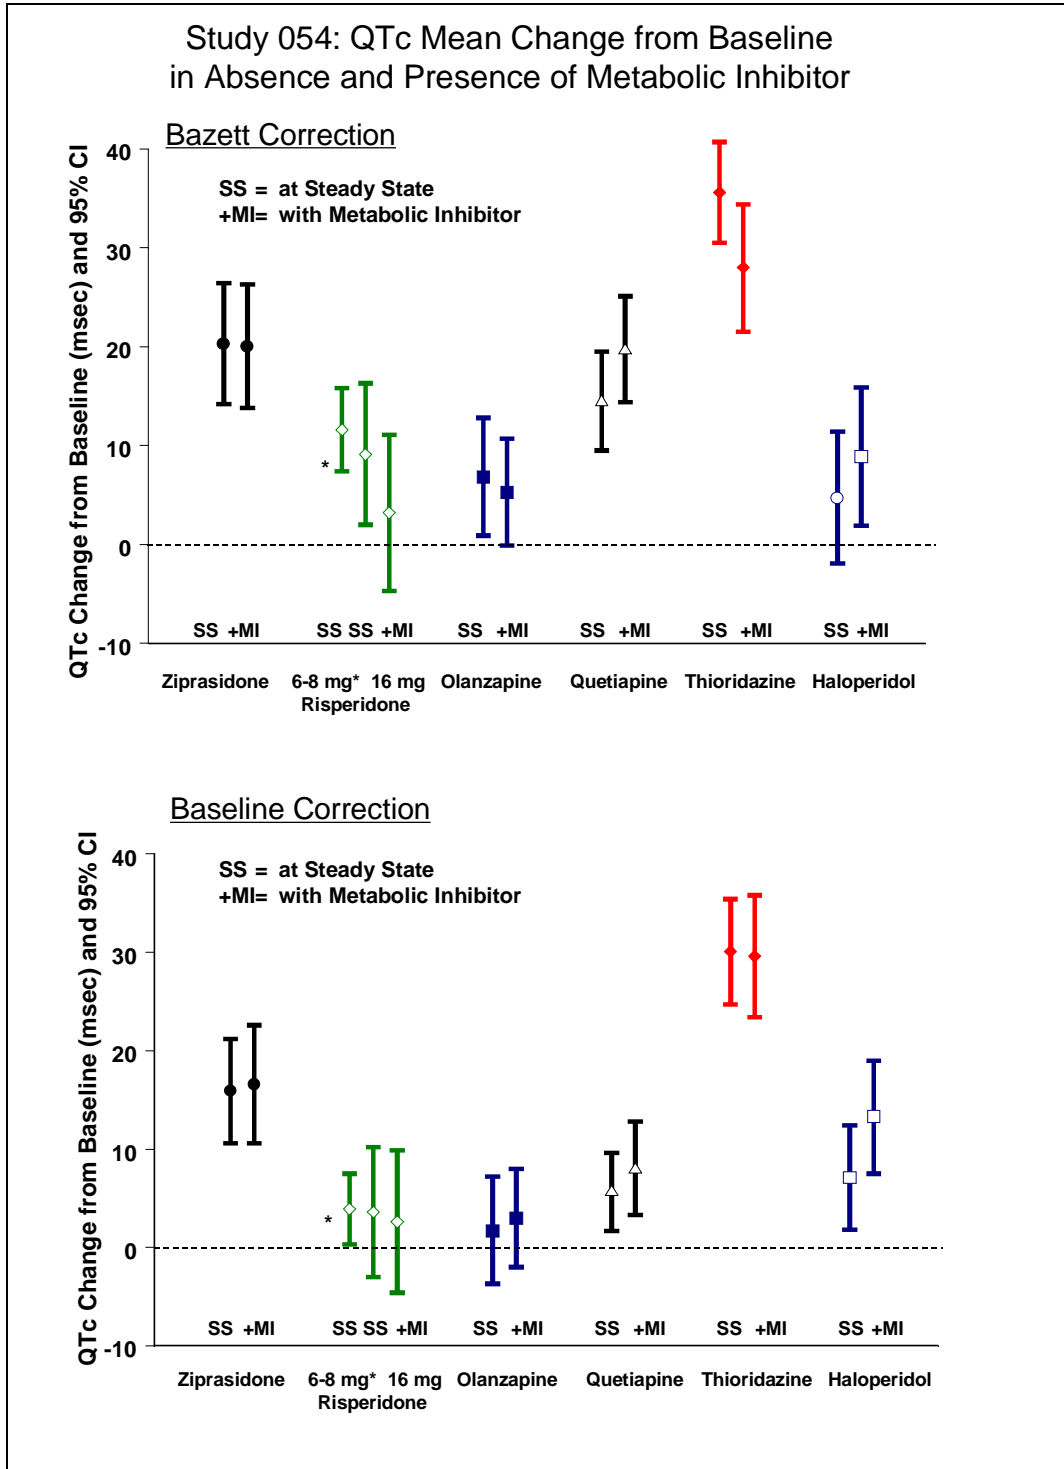 Study 054: QTc Mean Change from Baseline
in Absence and Presence of Metabolic Inhibitor
Bazett Correction
QTc Change from Baseline (msec) and 95% CI
40
30
20
10
0
-10
SS = at Steady State
+MI= with Metabolic Inhibitor
*
SS +MI SS SS +MI SS +MI SS +MI SS +MI SS +MI
Ziprasidone 6-8 mg* 16 mg Olanzapine Quetiapine Thioridazine Haloperidol
Risperidone
Baseline Correction
QTc Change from Baseline (msec) and 95% CI
40
30
20
10
0
-10
SS = at Steady State
+MI= with Metabolic Inhibitor
*
SS +MI SS SS +MI SS +MI SS +MI SS +MI SS +MI
Ziprasidone 6-8 mg* 16 mg Olanzapine Quetiapine Thioridazine Haloperidol
Risperidone